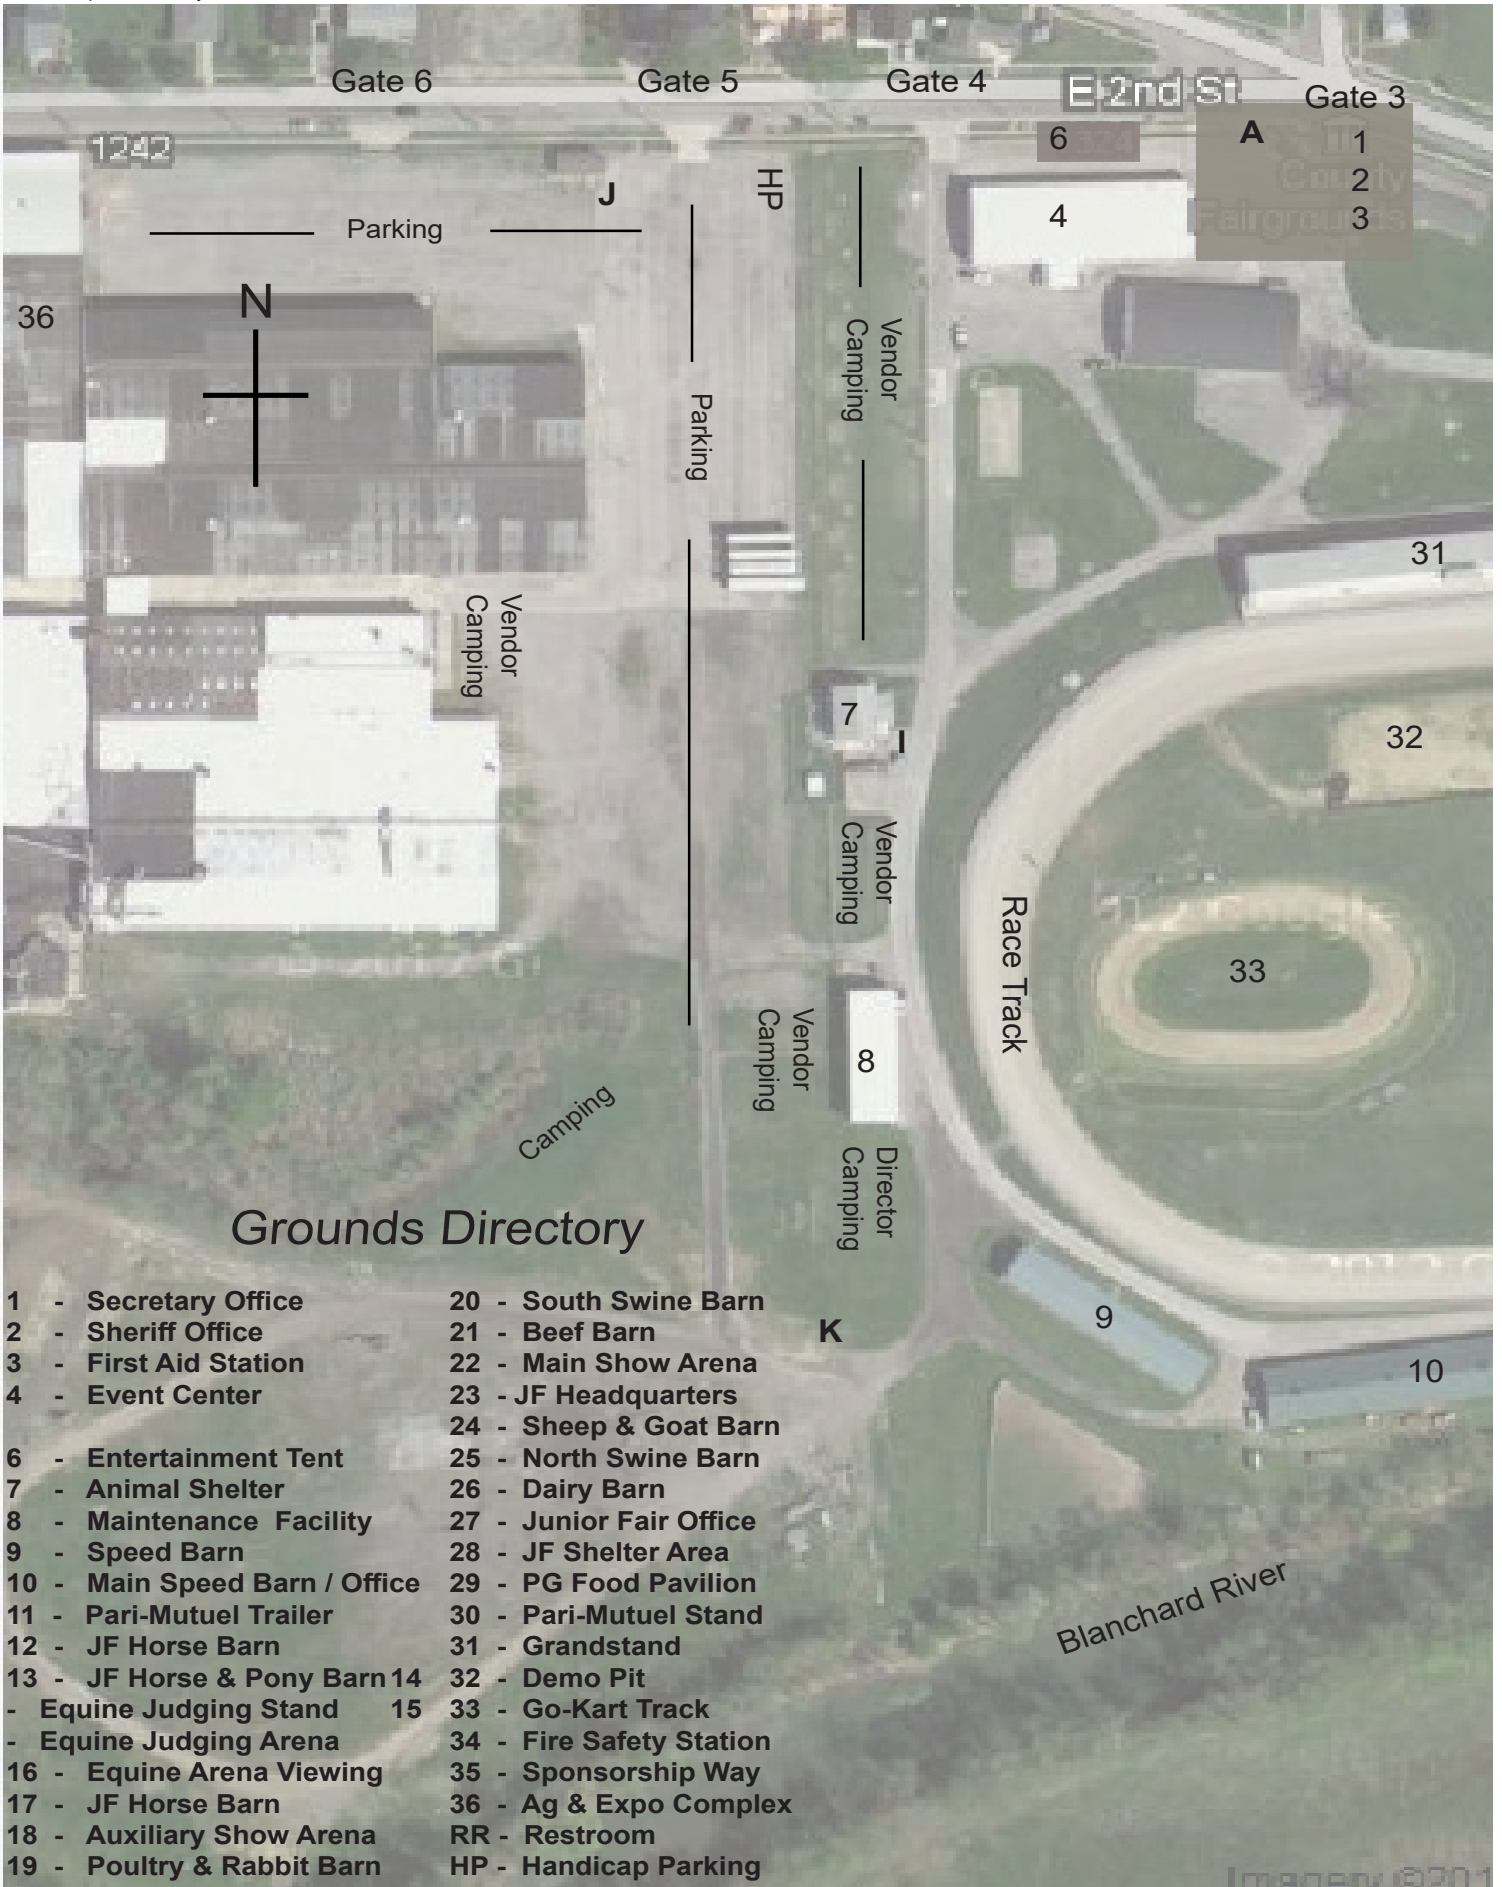 Gate 6
Gate 5
Gate 4
E 2nd St
Gate 3
1242
6
A
1
J
HP
County
2
4
Fairgrounds
3
Parking
N
36
Vendor
Camping
Parking
31
Vendor
Camping
7
I
32
Vendor
Camping
Race Track
33
Vendor
Camping
8
Camping
Director
Camping
Grounds Directory
K
9
10
1 - Secretary Office
2 - Sheriff Office
3 - First Aid Station
4 - Event Center
6 - Entertainment Tent
7 - Animal Shelter
8 - Maintenance Facility
9 - Speed Barn
10 - Main Speed Barn / Office
11 - Pari-Mutuel Trailer
12 - JF Horse Barn
13 - JF Horse & Pony Barn 14
- Equine Judging Stand 15
- Equine Judging Arena
16 - Equine Arena Viewing
17 - JF Horse Barn
18 - Auxiliary Show Arena
19 - Poultry & Rabbit Barn
20 - South Swine Barn
21 - Beef Barn
22 - Main Show Arena
23 - JF Headquarters
24 - Sheep & Goat Barn
25 - North Swine Barn
26 - Dairy Barn
27 - Junior Fair Office
28 - JF Shelter Area
29 - PG Food Pavilion
30 - Pari-Mutuel Stand
31 - Grandstand
32 - Demo Pit
33 - Go-Kart Track
34 - Fire Safety Station
35 - Sponsorship Way
36 - Ag & Expo Complex
RR - Restroom
HP - Handicap Parking
Blanchard River